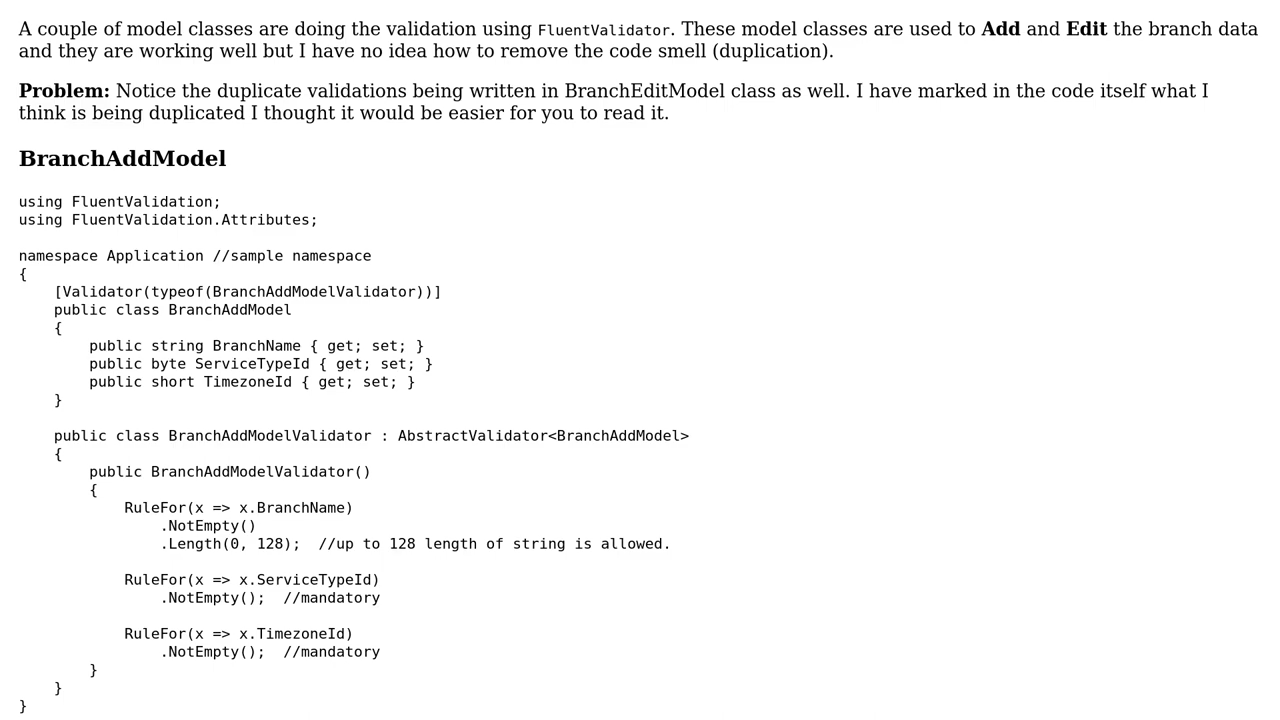 A couple of model classes are doing the validation using FluentValidator. These model classes are used to Add and Edit the branch data
and they are working well but I have no idea how to remove the code smell (duplication).
Problem: Notice the duplicate validations being written in BranchEditModel class as well. I have marked in the code itself what I
think is being duplicated I thought it would be easier for you to read it.
BranchAddModel
using FluentValidation;
using FluentValidation.Attributes;
namespace Application //sample namespace
{
    [Validator(typeof(BranchAddModelValidator))]
    public class BranchAddModel
    {
        public string BranchName { get; set; }
        public byte ServiceTypeId { get; set; }
        public short TimezoneId { get; set; }
    }
    public class BranchAddModelValidator : AbstractValidator<BranchAddModel>
    {
        public BranchAddModelValidator()
        {
            RuleFor(x => x.BranchName)
                .NotEmpty()
                .Length(0, 128);  //up to 128 length of string is allowed.
            RuleFor(x => x.ServiceTypeId)
                .NotEmpty();  //mandatory
            RuleFor(x => x.TimezoneId)
                .NotEmpty();  //mandatory
        }
    }
}